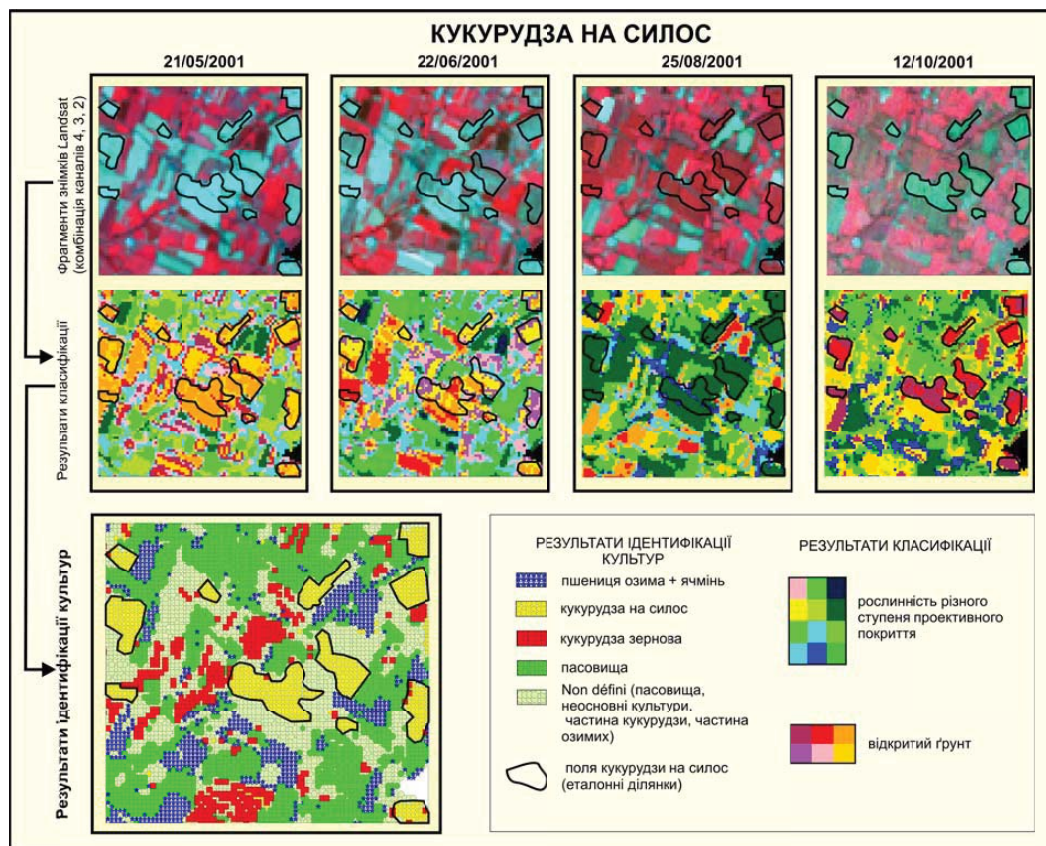 КУКУРУДЗА НА СИЛОС
21/05/2001
22/06/2001
25/08/2001
12/10/2001
Фрагменти знімків Landsat
(комбінація каналів 4, 3, 2)
Результати класифікації
Результати ідентифікації культур
РЕЗУЛЬТАТИ ІДЕНТИФІКАЦІЇ
КУЛЬТУР
пшениця озима + ячмінь
кукурудза на силос
кукурудза зернова
пасовища
Non défini (пасовища,
неосновні культури.
частина кукурудзи, частина
озимих)
поля кукурудзи на силос
(еталонні ділянки)
РЕЗУЛЬТАТИ КЛАСИФІКАЦІЇ
рослинність різного
ступеня проективного
покриття
відкритий ґрунт